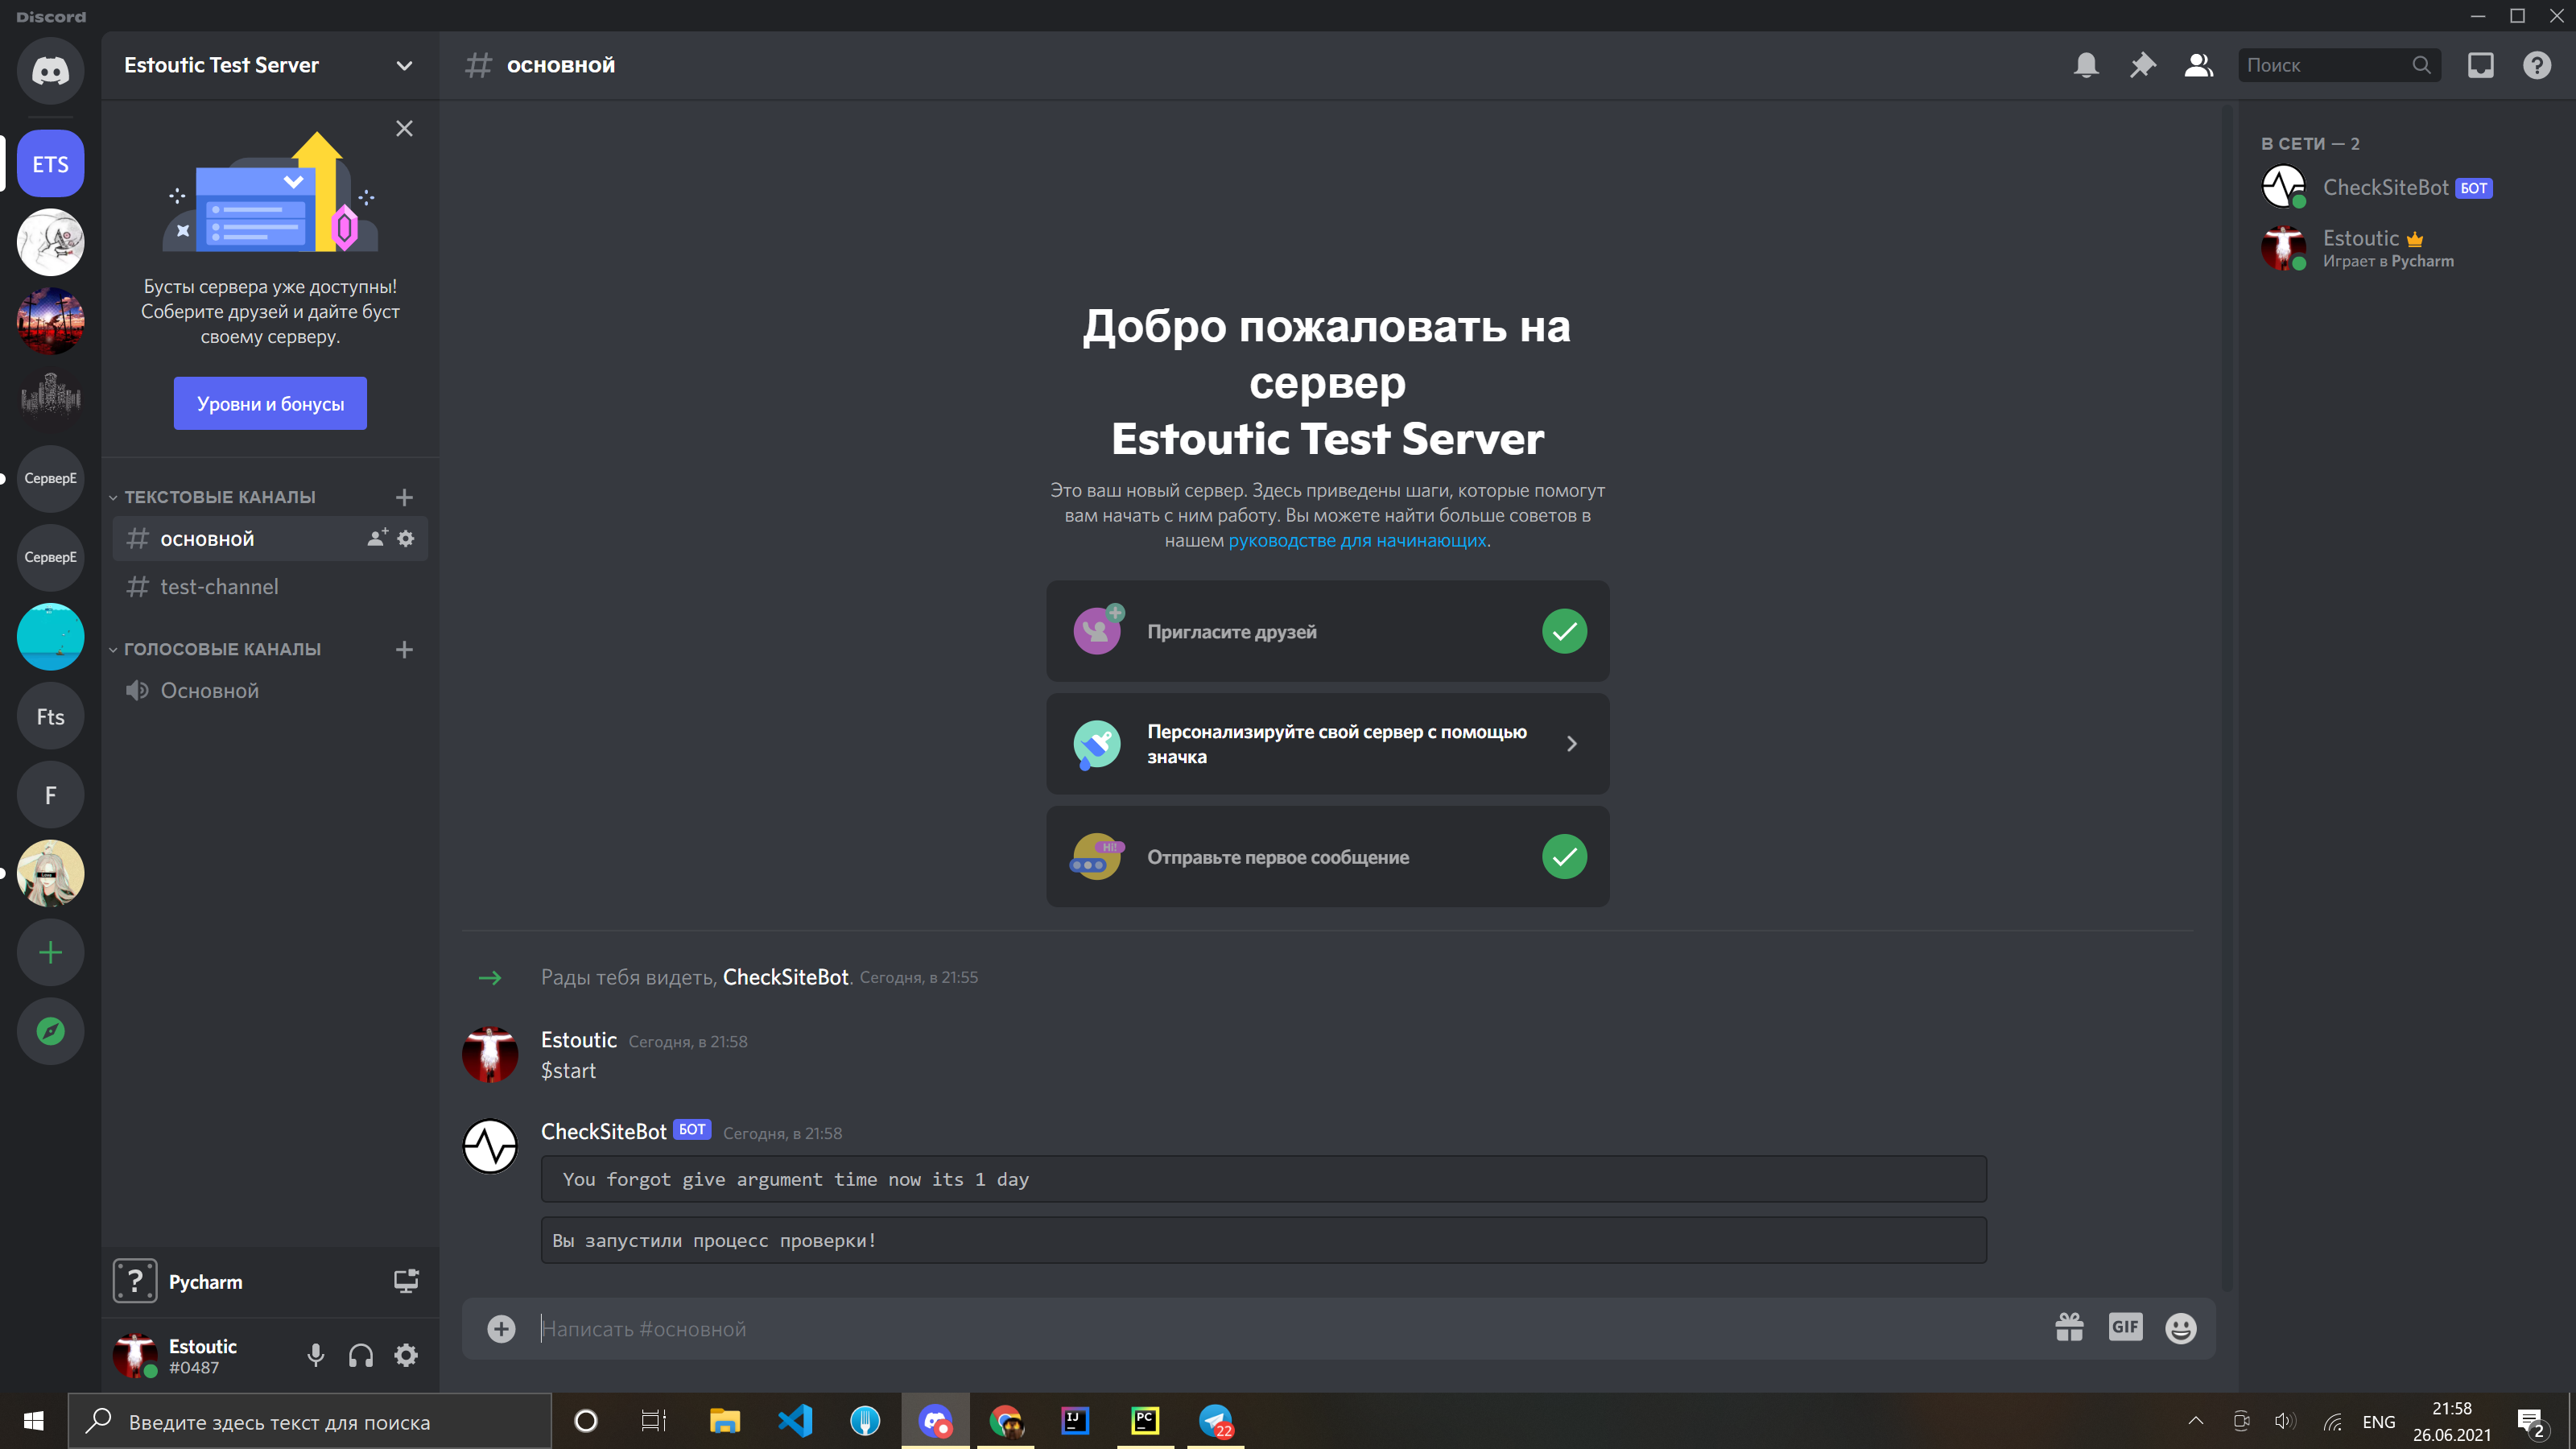 Discord
Estoutic Test Server
основной
Поиск
ETS
Бусты сервера уже доступны!
Соберите друзей и дайте буст
своему серверу.
Уровни и бонусы
ТЕКСТОВЫЕ КАНАЛЫ
основной
test-channel
ГОЛОСОВЫЕ КАНАЛЫ
Основной
СерверЕ
СерверЕ
Fts
F
Добро пожаловать на
сервер
Estoutic Test Server
Это ваш новый сервер. Здесь приведены шаги, которые помогут
вам начать с ним работу. Вы можете найти больше советов в
нашем руководстве для начинающих.
Пригласите друзей
Персонализируйте свой сервер с помощью
значка
Hi!
Отправьте первое сообщение
Рады тебя видеть, CheckSiteBot. Сегодня, в 21:55
Estoutic Сегодня, в 21:58
$start
CheckSiteBot БОТ Сегодня, в 21:58
You forgot give argument time now its 1 day
Вы запустили процесс проверки!
Написать #основной
GIF
В СЕТИ — 2
CheckSiteBot БОТ
Estoutic
Играет в Pycharm
? Pycharm
Estoutic
#0487
Введите здесь текст для поиска
IJ
PC
22
ENG
21:58
26.06.2021
2